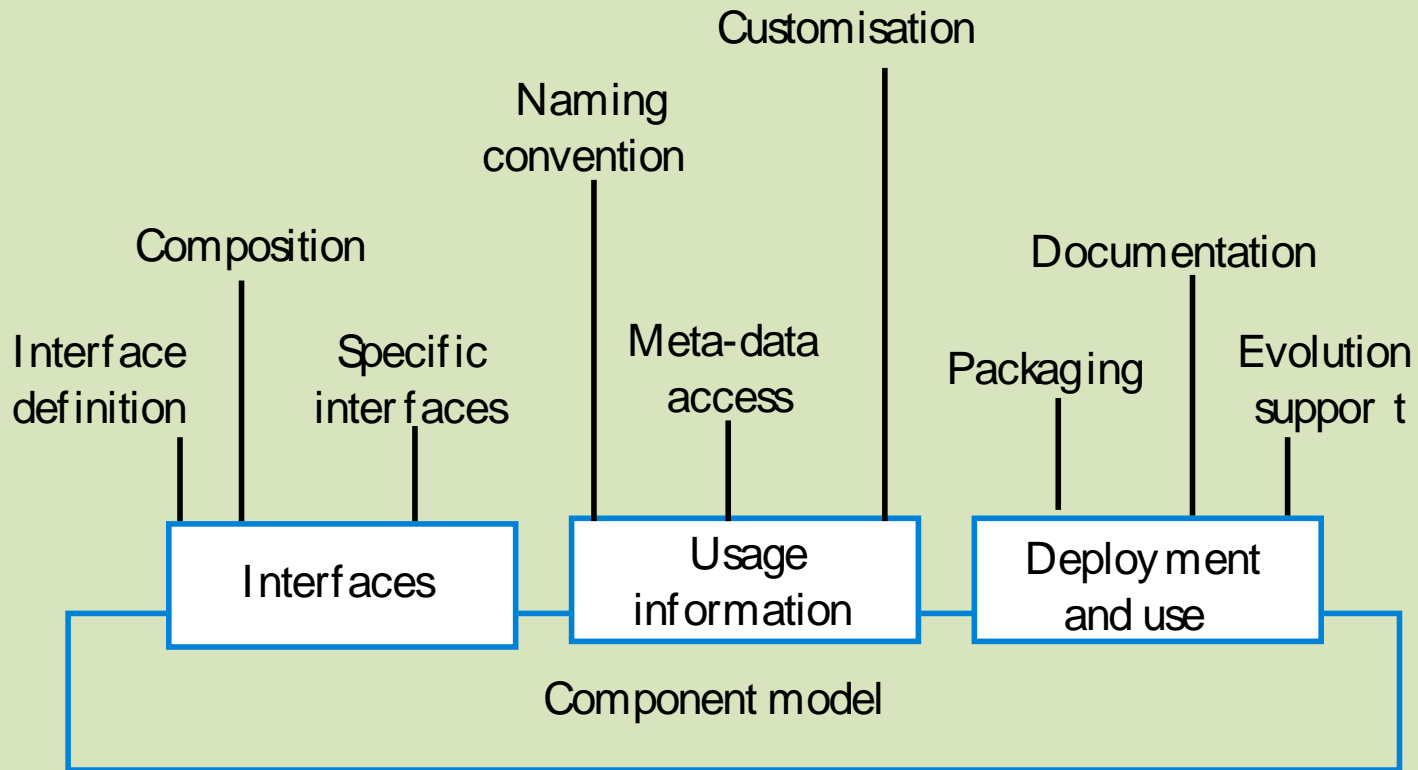 Customisation
Naming
convention
Composition
Documentation
Interface
definition
Specific
interfaces
Meta-data
access
Packaging
Evolution
support
Interfaces
Usage
information
Deployment
and use
Component model